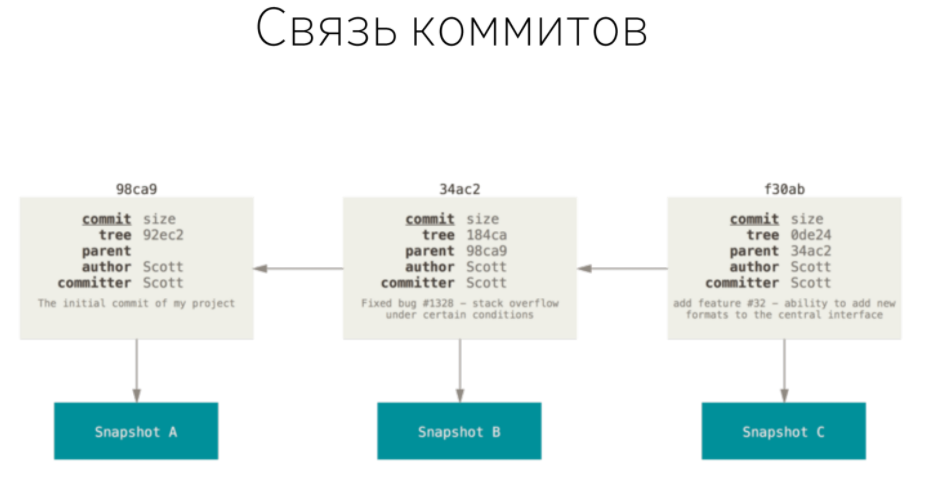 Связь коммитов
98ca9
commit size
tree 92ec2
parent
author Scott
committer Scott
The initial commit of my project
34ac2
commit size
tree 184ca
parent 98ca9
author Scott
committer Scott
Fixed bug #1328 – stack overflow
under certain conditions
f30ab
commit size
tree 0de24
parent 34ac2
author Scott
committer Scott
add feature #32 – ability to add new
formats to the central interface
Snapshot A
Snapshot B
Snapshot C